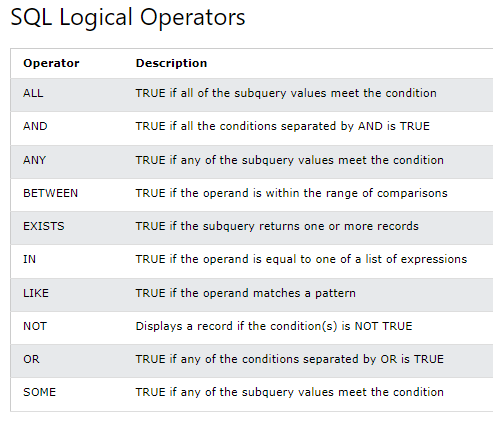 SQL Logical Operators
Operator Description
ALL TRUE if all of the subquery values meet the condition
AND TRUE if all the conditions separated by AND is TRUE
ANY TRUE if any of the subquery values meet the condition
BETWEEN TRUE if the operand is within the range of comparisons
EXISTS TRUE if the subquery returns one or more records
IN TRUE if the operand is equal to one of a list of expressions
LIKE TRUE if the operand matches a pattern
NOT Displays a record if the condition(s) is NOT TRUE
OR TRUE if any of the conditions separated by OR is TRUE
SOME TRUE if any of the subquery values meet the condition